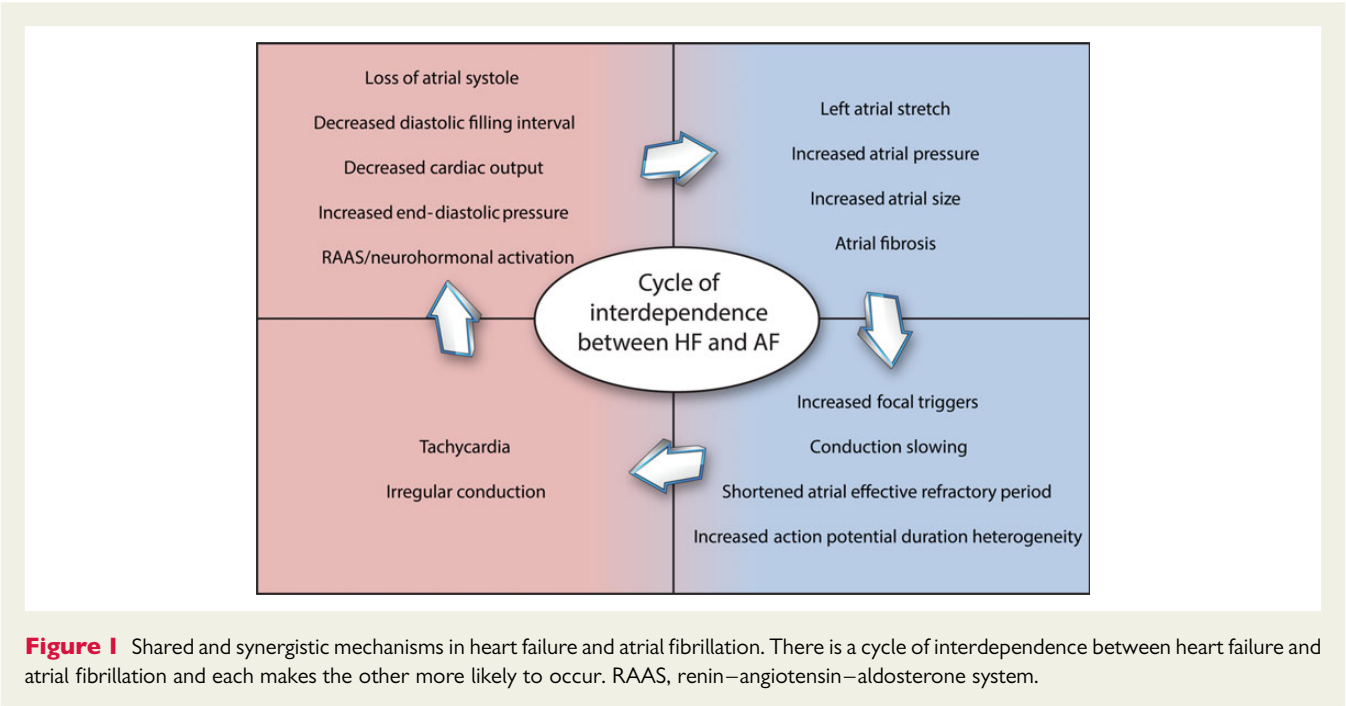 Loss of atrial systole
Decreased diastolic filling interval
Decreased cardiac output
Increased end-diastolic pressure
RAAS/neurohormonal activation
Left atrial stretch
Increased atrial pressure
Increased atrial size
Atrial fibrosis
Cycle of
interdependence
between HF and AF
Tachycardia
Irregular conduction
Increased focal triggers
Conduction slowing
Shortened atrial effective refractory period
Increased action potential duration heterogeneity
Figure 1 Shared and synergistic mechanisms in heart failure and atrial fibrillation. There is a cycle of interdependence between heart failure and
atrial fibrillation and each makes the other more likely to occur. RAAS, renin–angiotensin–aldosterone system.